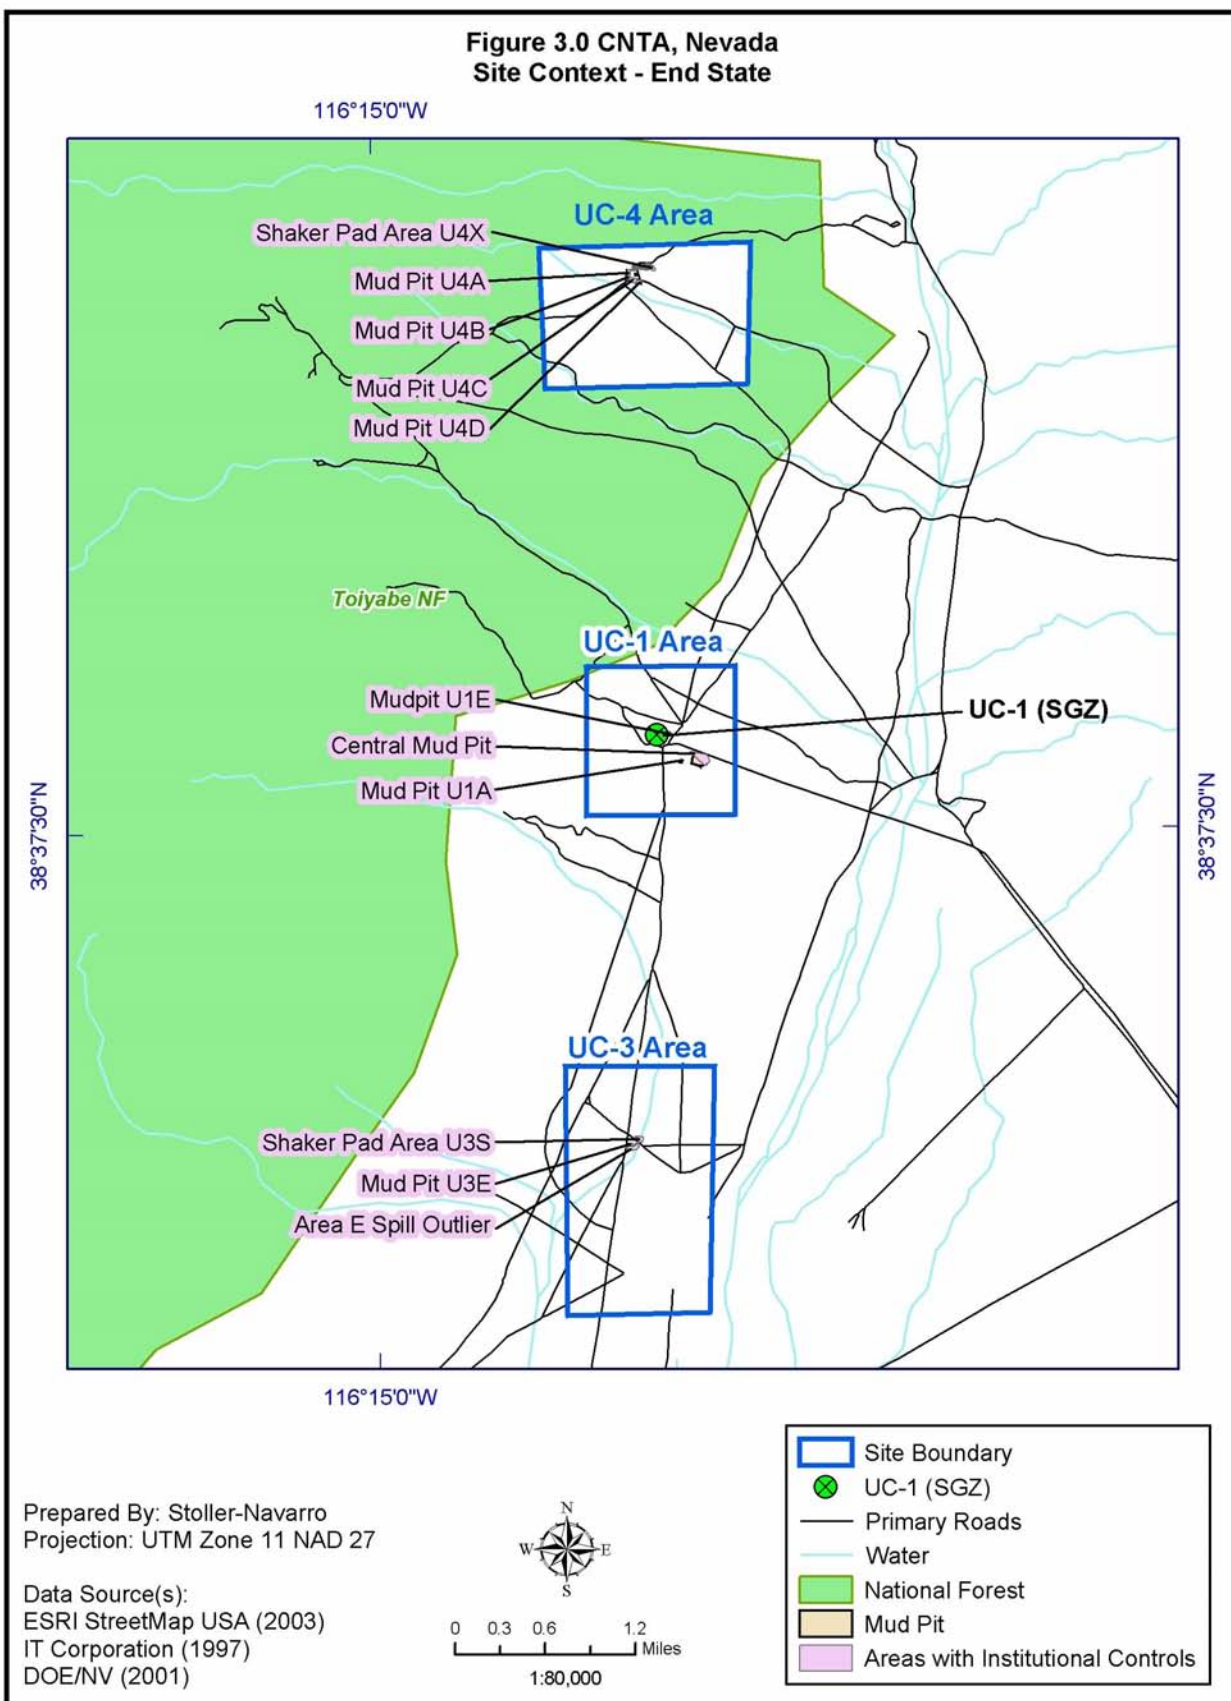 Figure 3.0 CNTA, Nevada
Site Context - End State
116°15'0"W
UC-4 Area
Shaker Pad Area U4X
Mud Pit U4A
Mud Pit U4B
Mud Pit U4C
Mud Pit U4D
Toiyabe NF
UC-1 Area
Mudpit U1E
UC-1 (SGZ)
Central Mud Pit
Mud Pit U1A
38°37'30"N
38°37'30"N
UC-3 Area
Shaker Pad Area U3S
Mud Pit U3E
Area E Spill Outlier
116°15'0"W
Site Boundary
UC-1 (SGZ)
Primary Roads
Water
National Forest
Mud Pit
Areas with Institutional Controls
Prepared By: Stoller-Navarro
Projection: UTM Zone 11 NAD 27
Data Source(s):
ESRI StreetMap USA (2003)
IT Corporation (1997)
DOE/NV (2001)
N
W E
S
0 0.3 0.6 1.2
Miles
1:80,000